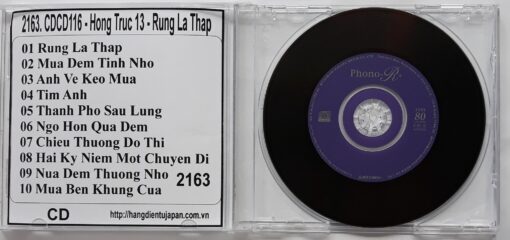 2163. CDCD116 - Hong Truc 13 - Rung La Thap
01 Rung La Thap
02 Mua Dem Tinh Nho
03 Anh Ve Keo Mua
04 Tim Anh
05 Thanh Pho Sau Lung
06 Ngo Hon Qua Dem
07 Chieu Thuong Do Thi
08 Hai Ky Niem Mot Chuyen Di
09 Nua Dem Thuong Nho
10 Mua Ben Khung Cua
2163
CD http://hangdientujapan.com.vn/
Phono-R
80